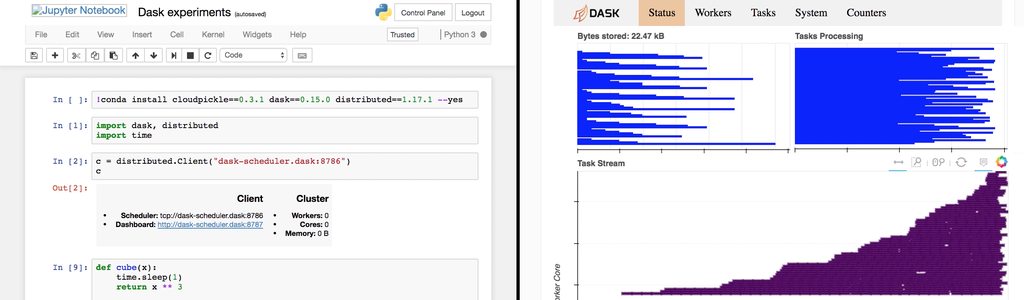 Jupyter Notebook Dask experiments (autosaved) Control Panel Logout
File Edit View Insert Cell Kernel Widgets Help Trusted Python 3
Code
In [ ]: !conda install cloudpickle==0.3.1 dask==0.15.0 distributed==1.17.1 --yes
In [1]: import dask, distributed
import time
In [2]: c = distributed.Client("dask-scheduler.dask:8786")
c
Out[2]:
Client Cluster
• Scheduler: tcp://dask-scheduler.dask:8786 • Workers: 0
• Dashboard: http://dask-scheduler.dask:8787 • Cores: 0
• Memory: 0 B
In [9]: def cube(x):
time.sleep(1)
return x ** 3
DASK Status Workers Tasks System Counters
Bytes stored: 22.47 kB Tasks Processing
Task Stream